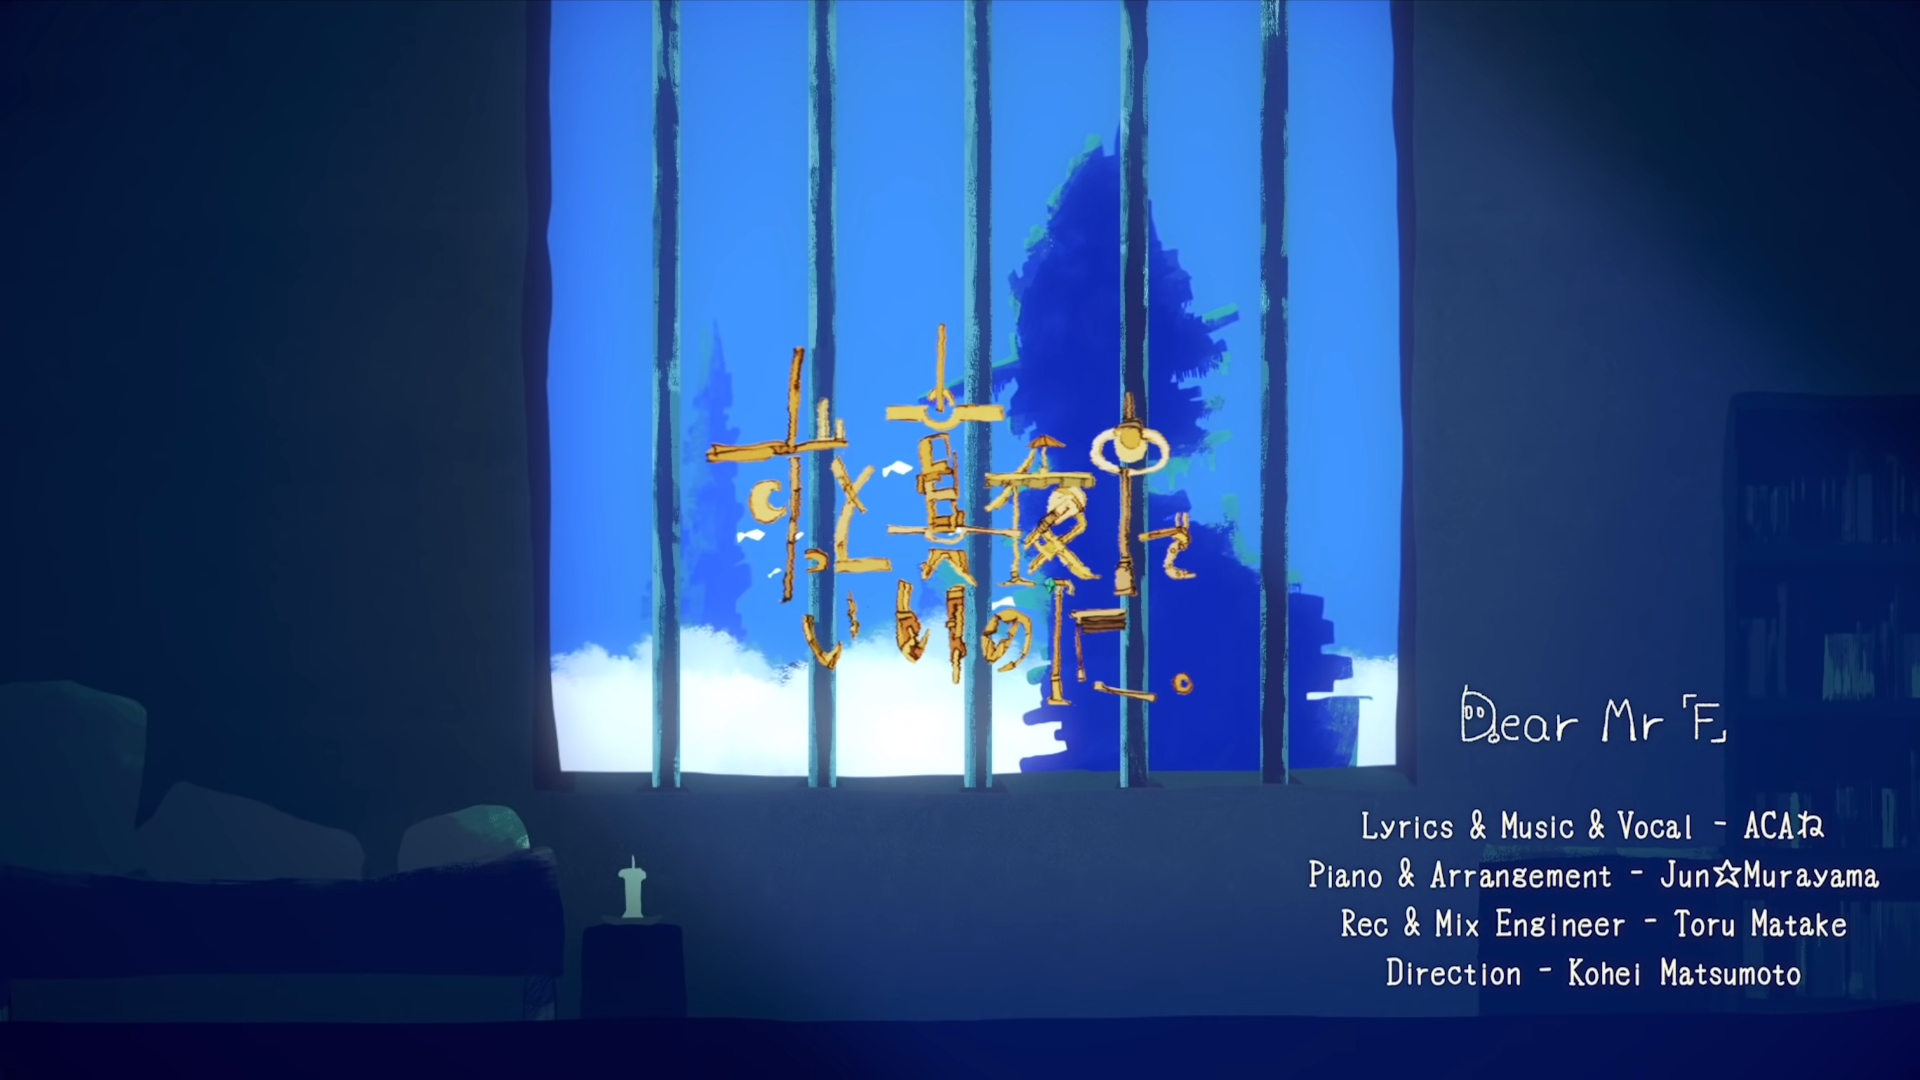 ずっと真夜中で
いいのに。
Dear Mr「F」
Lyrics & Music & Vocal - ACAね
Piano & Arrangement - Jun☆Murayama
Rec & Mix Engineer - Toru Matake
Direction - Kohei Matsumoto